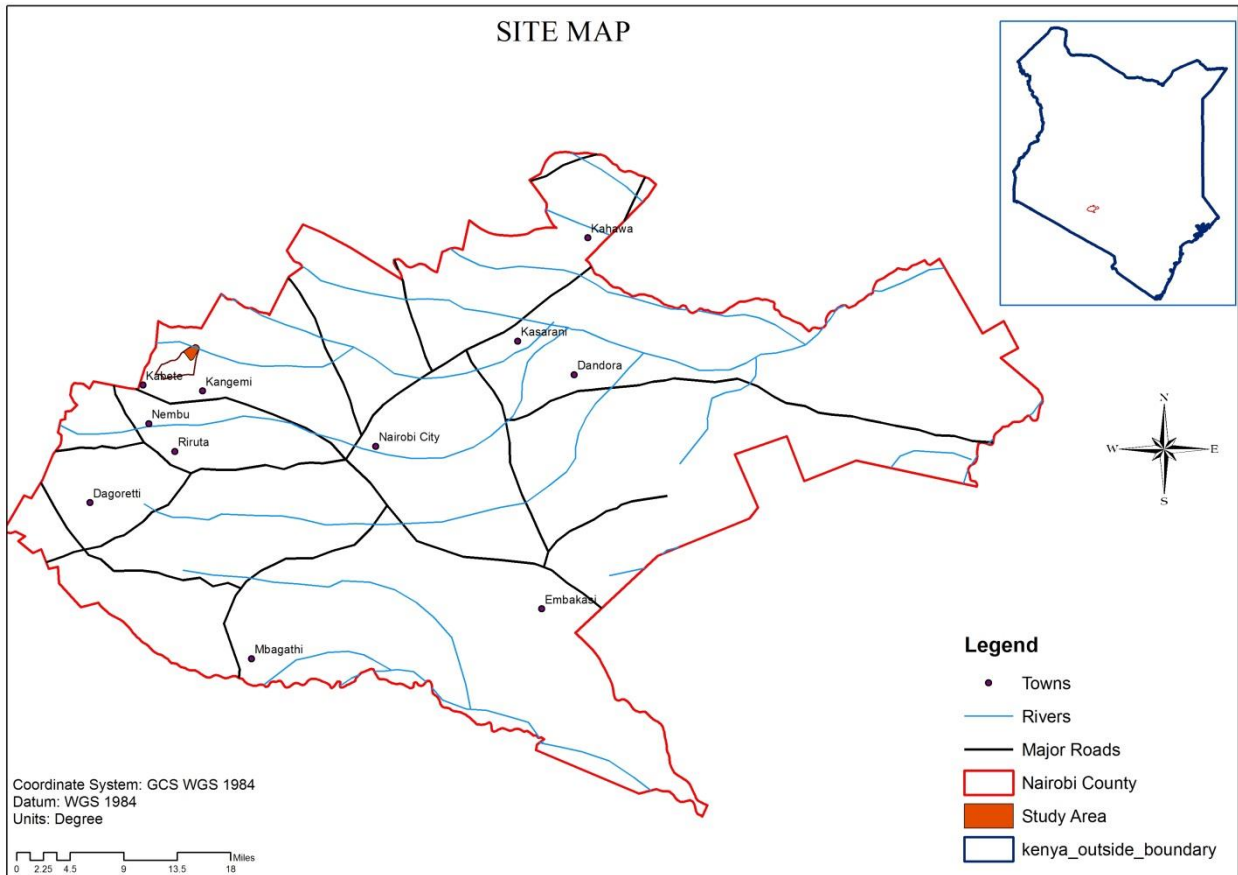 SITE MAP
Kahawa
Kasarani
Dandora
Kabete
Kangemi
Nembu
Riruta
Nairobi City
Dagoretti
Embakasi
Mbagathi
N
W
E
S
Legend
Towns
Rivers
Major Roads
Nairobi County
Study Area
kenya_outside_boundary
Coordinate System: GCS WGS 1984
Datum: WGS 1984
Units: Degree
Miles
0 2.25 4.5 9 13.5 18